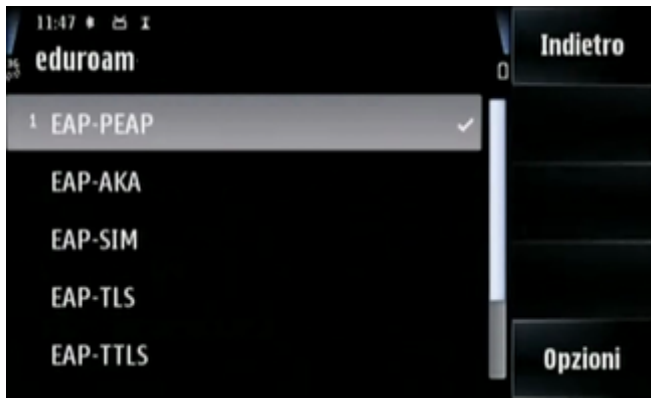 11:47
eduroam
Indietro
1 EAP-PEAP
EAP-AKA
EAP-SIM
EAP-TLS
EAP-TTLS
Opzioni